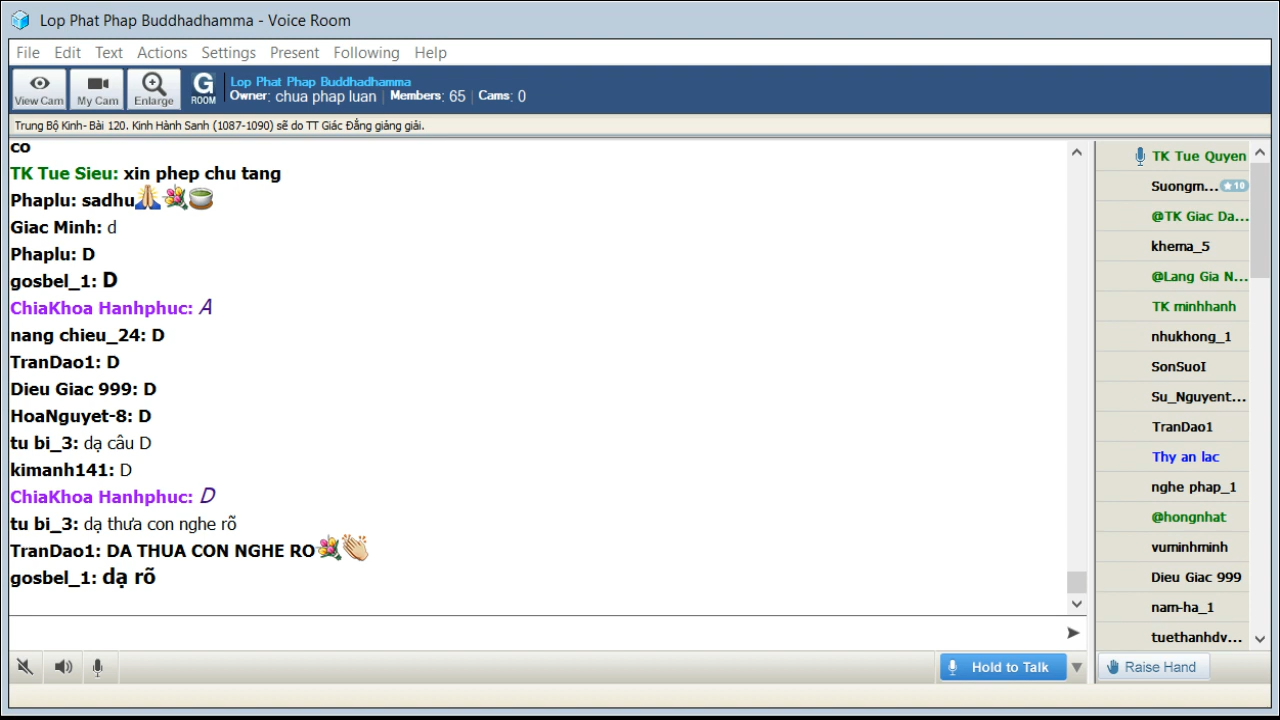 Lop Phat Phap Buddhadhamma - Voice Room
File Edit Text Actions Settings Present Following Help
View Cam My Cam Enlarge G ROOM
Lop Phat Phap Buddhadhamma
Owner: chua phap luan | Members: 65 | Cams: 0
Trung Bộ Kinh- Bài 120. Kinh Hành Sanh (1087-1090) sẽ do TT Giác Đẳng giảng giải.
co
TK Tue Sieu: xin phep chu tang
Phaplu: sadhu
Giac Minh: d
Phaplu: D
gosbel_1: D
ChiaKhoa Hanhphuc: A
nang chieu_24: D
TranDao1: D
Dieu Giac 999: D
HoaNguyet-8: D
tu bi_3: dạ câu D
kimanh141: D
ChiaKhoa Hanhphuc: D
tu bi_3: dạ thưa con nghe rõ
TranDao1: DA THUA CON NGHE RO
gosbel_1: dạ rõ
Hold to Talk
TK Tue Quyen
Suongm... ★10
@TK Giac Da...
khema_5
@Lang Gia N...
TK minhhanh
nhukhong_1
SonSuoI
Su_Nguyent...
TranDao1
Thy an lac
nghe phap_1
@hongnhat
vuminhminh
Dieu Giac 999
nam-ha_1
tuethanhdv...
Raise Hand